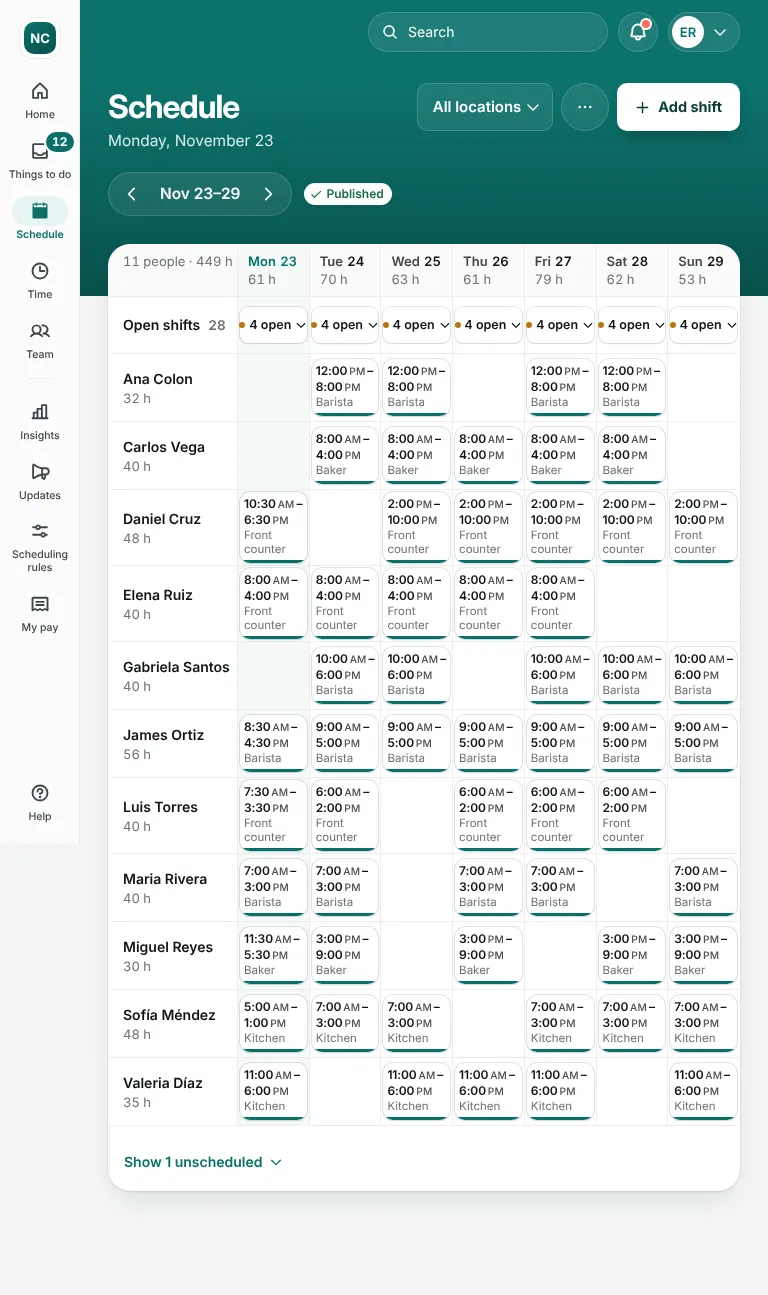 NC
Search
ER
Home
12
Things to do
Schedule
Time
Team
Insights
Updates
Scheduling
rules
My pay
Help
Schedule
Monday, November 23
All locations
Add shift
Nov 23–29
Published
11 people · 449 h
Mon 23
61 h
Tue 24
70 h
Wed 25
63 h
Thu 26
61 h
Fri 27
79 h
Sat 28
62 h
Sun 29
53 h
Open shifts 28
4 open
4 open
4 open
4 open
4 open
4 open
4 open
Ana Colon
32 h
12:00 PM –
8:00 PM
Barista
12:00 PM –
8:00 PM
Barista
12:00 PM –
8:00 PM
Barista
12:00 PM –
8:00 PM
Barista
Carlos Vega
40 h
8:00 AM –
4:00 PM
Baker
8:00 AM –
4:00 PM
Baker
8:00 AM –
4:00 PM
Baker
8:00 AM –
4:00 PM
Baker
8:00 AM –
4:00 PM
Baker
Daniel Cruz
48 h
10:30 AM –
6:30 PM
Front
counter
2:00 PM –
10:00 PM
Front
counter
2:00 PM –
10:00 PM
Front
counter
2:00 PM –
10:00 PM
Front
counter
2:00 PM –
10:00 PM
Front
counter
2:00 PM –
10:00 PM
Front
counter
Elena Ruiz
40 h
8:00 AM –
4:00 PM
Front
counter
8:00 AM –
4:00 PM
Front
counter
8:00 AM –
4:00 PM
Front
counter
8:00 AM –
4:00 PM
Front
counter
8:00 AM –
4:00 PM
Front
counter
Gabriela Santos
40 h
10:00 AM –
6:00 PM
Barista
10:00 AM –
6:00 PM
Barista
10:00 AM –
6:00 PM
Barista
10:00 AM –
6:00 PM
Barista
10:00 AM –
6:00 PM
Barista
James Ortiz
56 h
8:30 AM –
4:30 PM
Barista
9:00 AM –
5:00 PM
Barista
9:00 AM –
5:00 PM
Barista
9:00 AM –
5:00 PM
Barista
9:00 AM –
5:00 PM
Barista
9:00 AM –
5:00 PM
Barista
9:00 AM –
5:00 PM
Barista
Luis Torres
40 h
7:30 AM –
3:30 PM
Front
counter
6:00 AM –
2:00 PM
Front
counter
6:00 AM –
2:00 PM
Front
counter
6:00 AM –
2:00 PM
Front
counter
6:00 AM –
2:00 PM
Front
counter
Maria Rivera
40 h
7:00 AM –
3:00 PM
Barista
7:00 AM –
3:00 PM
Barista
7:00 AM –
3:00 PM
Barista
7:00 AM –
3:00 PM
Barista
7:00 AM –
3:00 PM
Barista
Miguel Reyes
30 h
11:30 AM –
5:30 PM
Baker
3:00 PM –
9:00 PM
Baker
3:00 PM –
9:00 PM
Baker
3:00 PM –
9:00 PM
Baker
3:00 PM –
9:00 PM
Baker
Sofía Méndez
48 h
5:00 AM –
1:00 PM
Kitchen
7:00 AM –
3:00 PM
Kitchen
7:00 AM –
3:00 PM
Kitchen
7:00 AM –
3:00 PM
Kitchen
7:00 AM –
3:00 PM
Kitchen
7:00 AM –
3:00 PM
Kitchen
Valeria Díaz
35 h
11:00 AM –
6:00 PM
Kitchen
11:00 AM –
6:00 PM
Kitchen
11:00 AM –
6:00 PM
Kitchen
11:00 AM –
6:00 PM
Kitchen
11:00 AM –
6:00 PM
Kitchen
Show 1 unscheduled